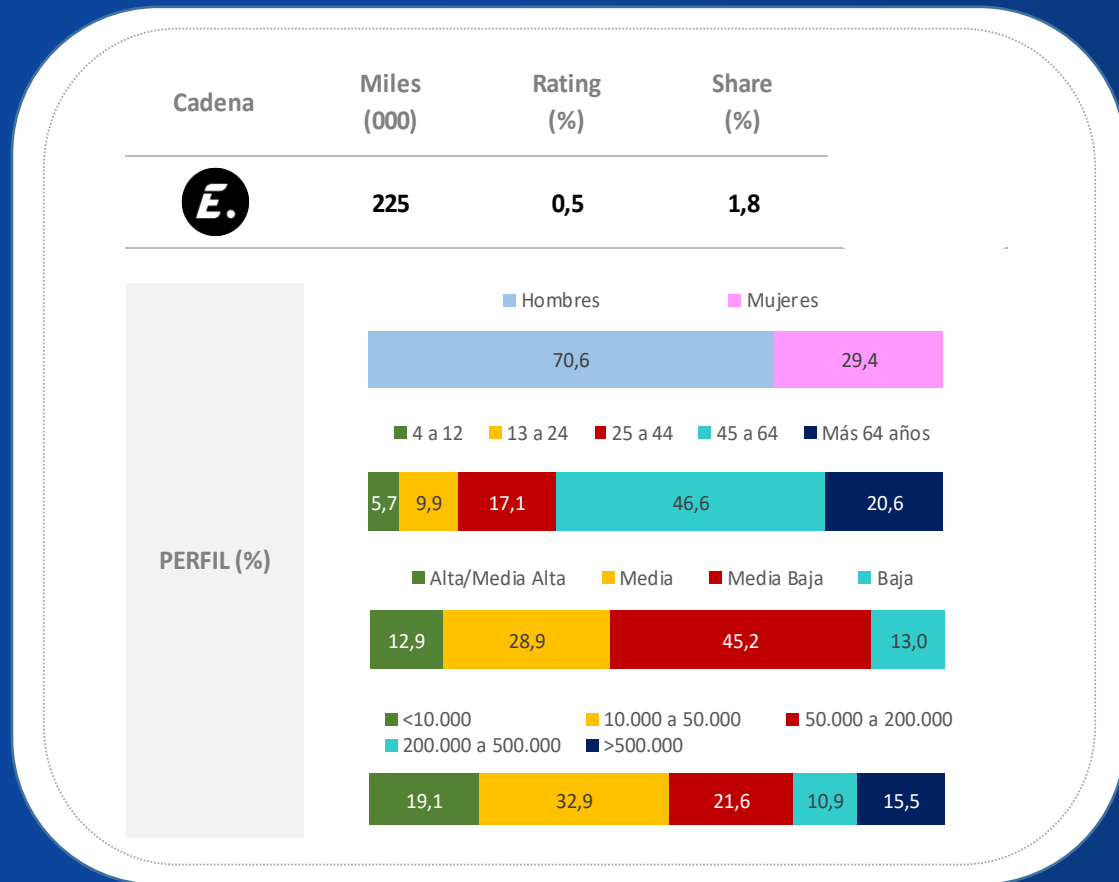 Cadena Miles Rating Share
(000) (%) (%)
E. 225 0,5 1,8
PERFIL (%)
Hombres Mujeres
70,6 29,4
4 a 12 13 a 24 25 a 44 45 a 64 Más 64 años
5,7 9,9 17,1 46,6 20,6
Alta/Media Alta Media Media Baja Baja
12,9 28,9 45,2 13,0
<10.000 10.000 a 50.000 50.000 a 200.000
200.000 a 500.000 >500.000
19,1 32,9 21,6 10,9 15,5